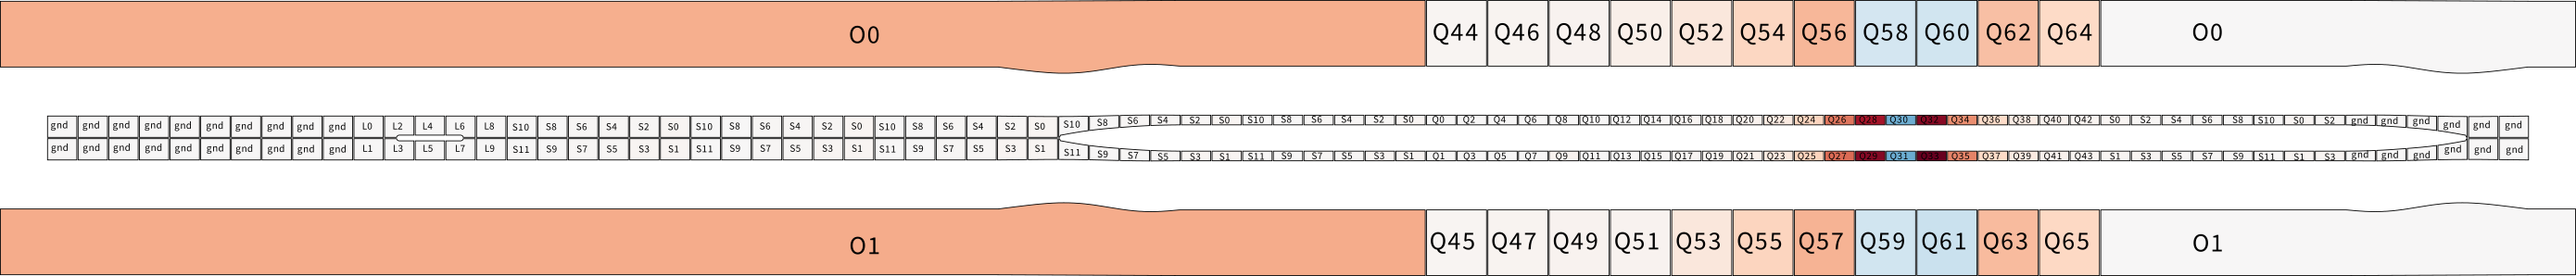 O0 Q44 Q46 Q48 Q50 Q52 Q54 Q56 Q58 Q60 Q62 Q64 O0
gnd gnd gnd gnd gnd gnd gnd gnd gnd gnd L0 L2 L4 L6 L8 S10 S8 S6 S4 S2 S0 S10 S8 S6 S4 S2 S0 S10 S8 S6 S4 S2 S0 S10 S8 S6 S4 S2 S0 S10 S8 S6 S4 S2 S0 Q0 Q2 Q4 Q6 Q8 Q10 Q12 Q14 Q16 Q18 Q20 Q22 Q24 Q26 Q28 Q30 Q32 Q34 Q36 Q38 Q40 Q42 S0 S2 S4 S6 S8 S10 S0 S2 gnd gnd gnd gnd gnd gnd
gnd gnd gnd gnd gnd gnd gnd gnd gnd gnd L1 L3 L5 L7 L9 S11 S9 S7 S5 S3 S1 S11 S9 S7 S5 S3 S1 S11 S9 S7 S5 S3 S1 S11 S9 S7 S5 S3 S1 S11 S9 S7 S5 S3 S1 Q1 Q3 Q5 Q7 Q9 Q11 Q13 Q15 Q17 Q19 Q21 Q23 Q25 Q27 Q29 Q31 Q33 Q35 Q37 Q39 Q41 Q43 S1 S3 S5 S7 S9 S11 S1 S3 gnd gnd gnd gnd gnd gnd
O1 Q45 Q47 Q49 Q51 Q53 Q55 Q57 Q59 Q61 Q63 Q65 O1